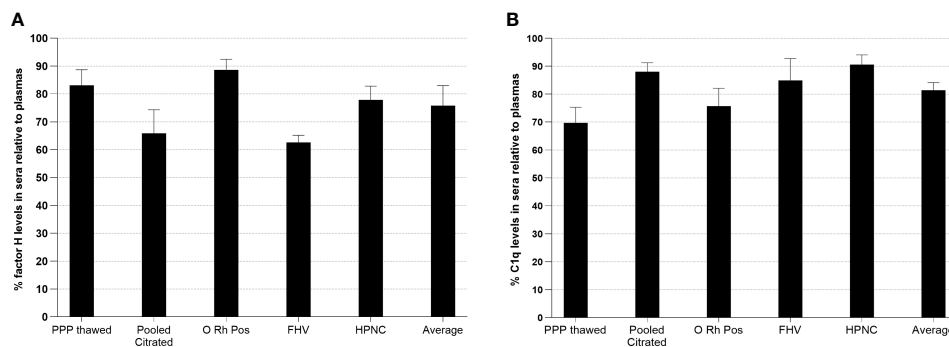 A
% factor H levels in sera relative to plasmas
100
90
80
70
60
50
40
30
20
10
0
PPP thawed
Pooled
Citrated
O Rh Pos
FHV
HPNC
Average
B
% C1q levels in sera relative to plasmas
100
90
80
70
60
50
40
30
20
10
0
PPP thawed
Pooled
Citrated
O Rh Pos
FHV
HPNC
Average